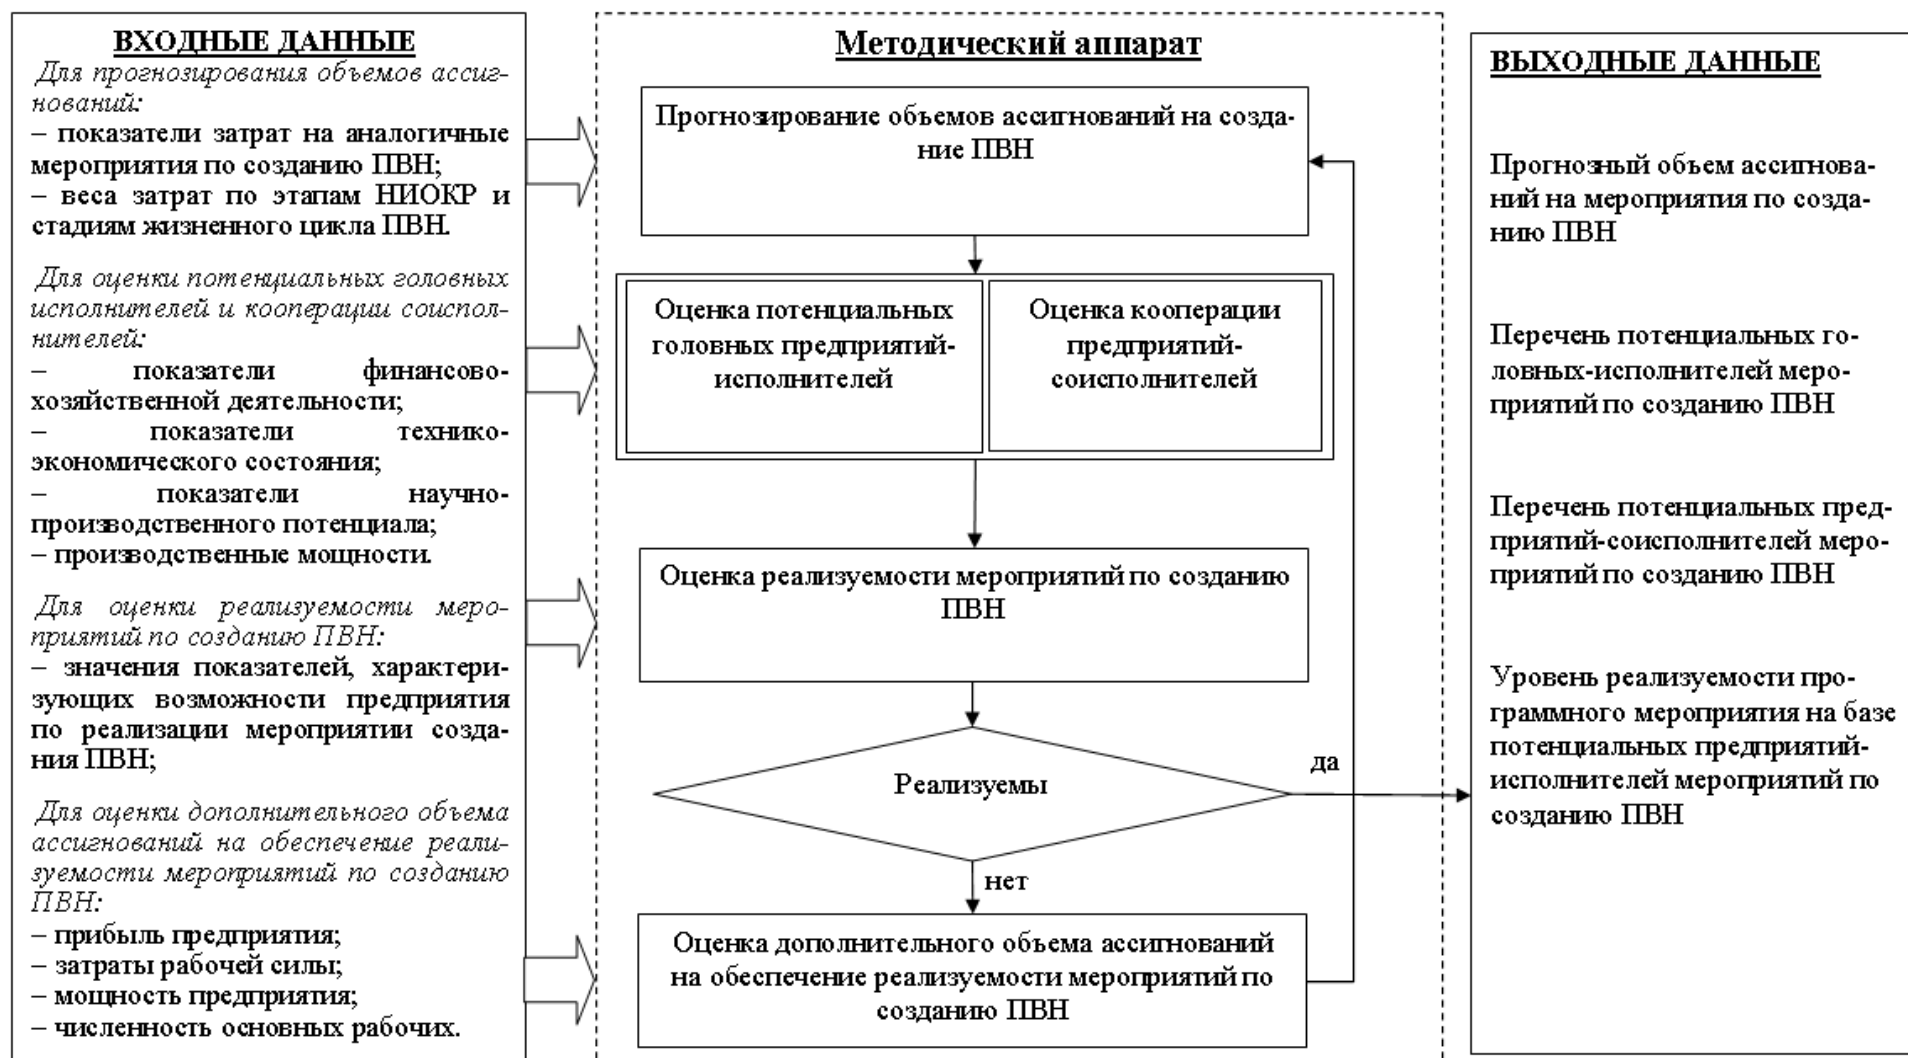 ВХОДНЫЕ ДАННЫЕ
Для прогнозирования объемов ассиг-
нований:
– показатели затрат на аналогичные
мероприятия по созданию ПВН;
– веса затрат по этапам НИОКР и
стадиям жизненного цикла ПВН.
Для оценки потенциальных головных
исполнителей и кооперации соиспол-
нителей:
– показатели финансово-
хозяйственной деятельности;
– показатели технико-
экономического состояния;
– показатели научно-
производственного потенциала;
– производственные мощности.
Для оценки реализуемости меро-
приятий по созданию ПВН:
– значения показателей, характери-
зующих возможности предприятия
по реализации мероприятии созда-
ния ПВН;
Для оценки дополнительного объема
ассигнований на обеспечение реали-
зуемости мероприятий по созданию
ПВН:
– прибыль предприятия;
– затраты рабочей силы;
– мощность предприятия;
– численность основных рабочих.
Методический аппарат
Прогнозирование объемов ассигнований на созда-
ние ПВН
Оценка потенциальных
головных предприятий-
исполнителей
Оценка кооперации
предприятий-
соисполнителей
Оценка реализуемости мероприятий по созданию
ПВН
Реализуемы
да
нет
Оценка дополнительного объема ассигнований
на обеспечение реализуемости мероприятий по
созданию ПВН
ВЫХОДНЫЕ ДАННЫЕ
Прогнозный объем ассигнова-
ний на мероприятия по созда-
нию ПВН
Перечень потенциальных го-
ловных-исполнителей меро-
приятий по созданию ПВН
Перечень потенциальных пред-
приятий-соисполнителей меро-
приятий по созданию ПВН
Уровень реализуемости про-
граммного мероприятия на базе
потенциальных предприятий-
исполнителей мероприятий по
созданию ПВН